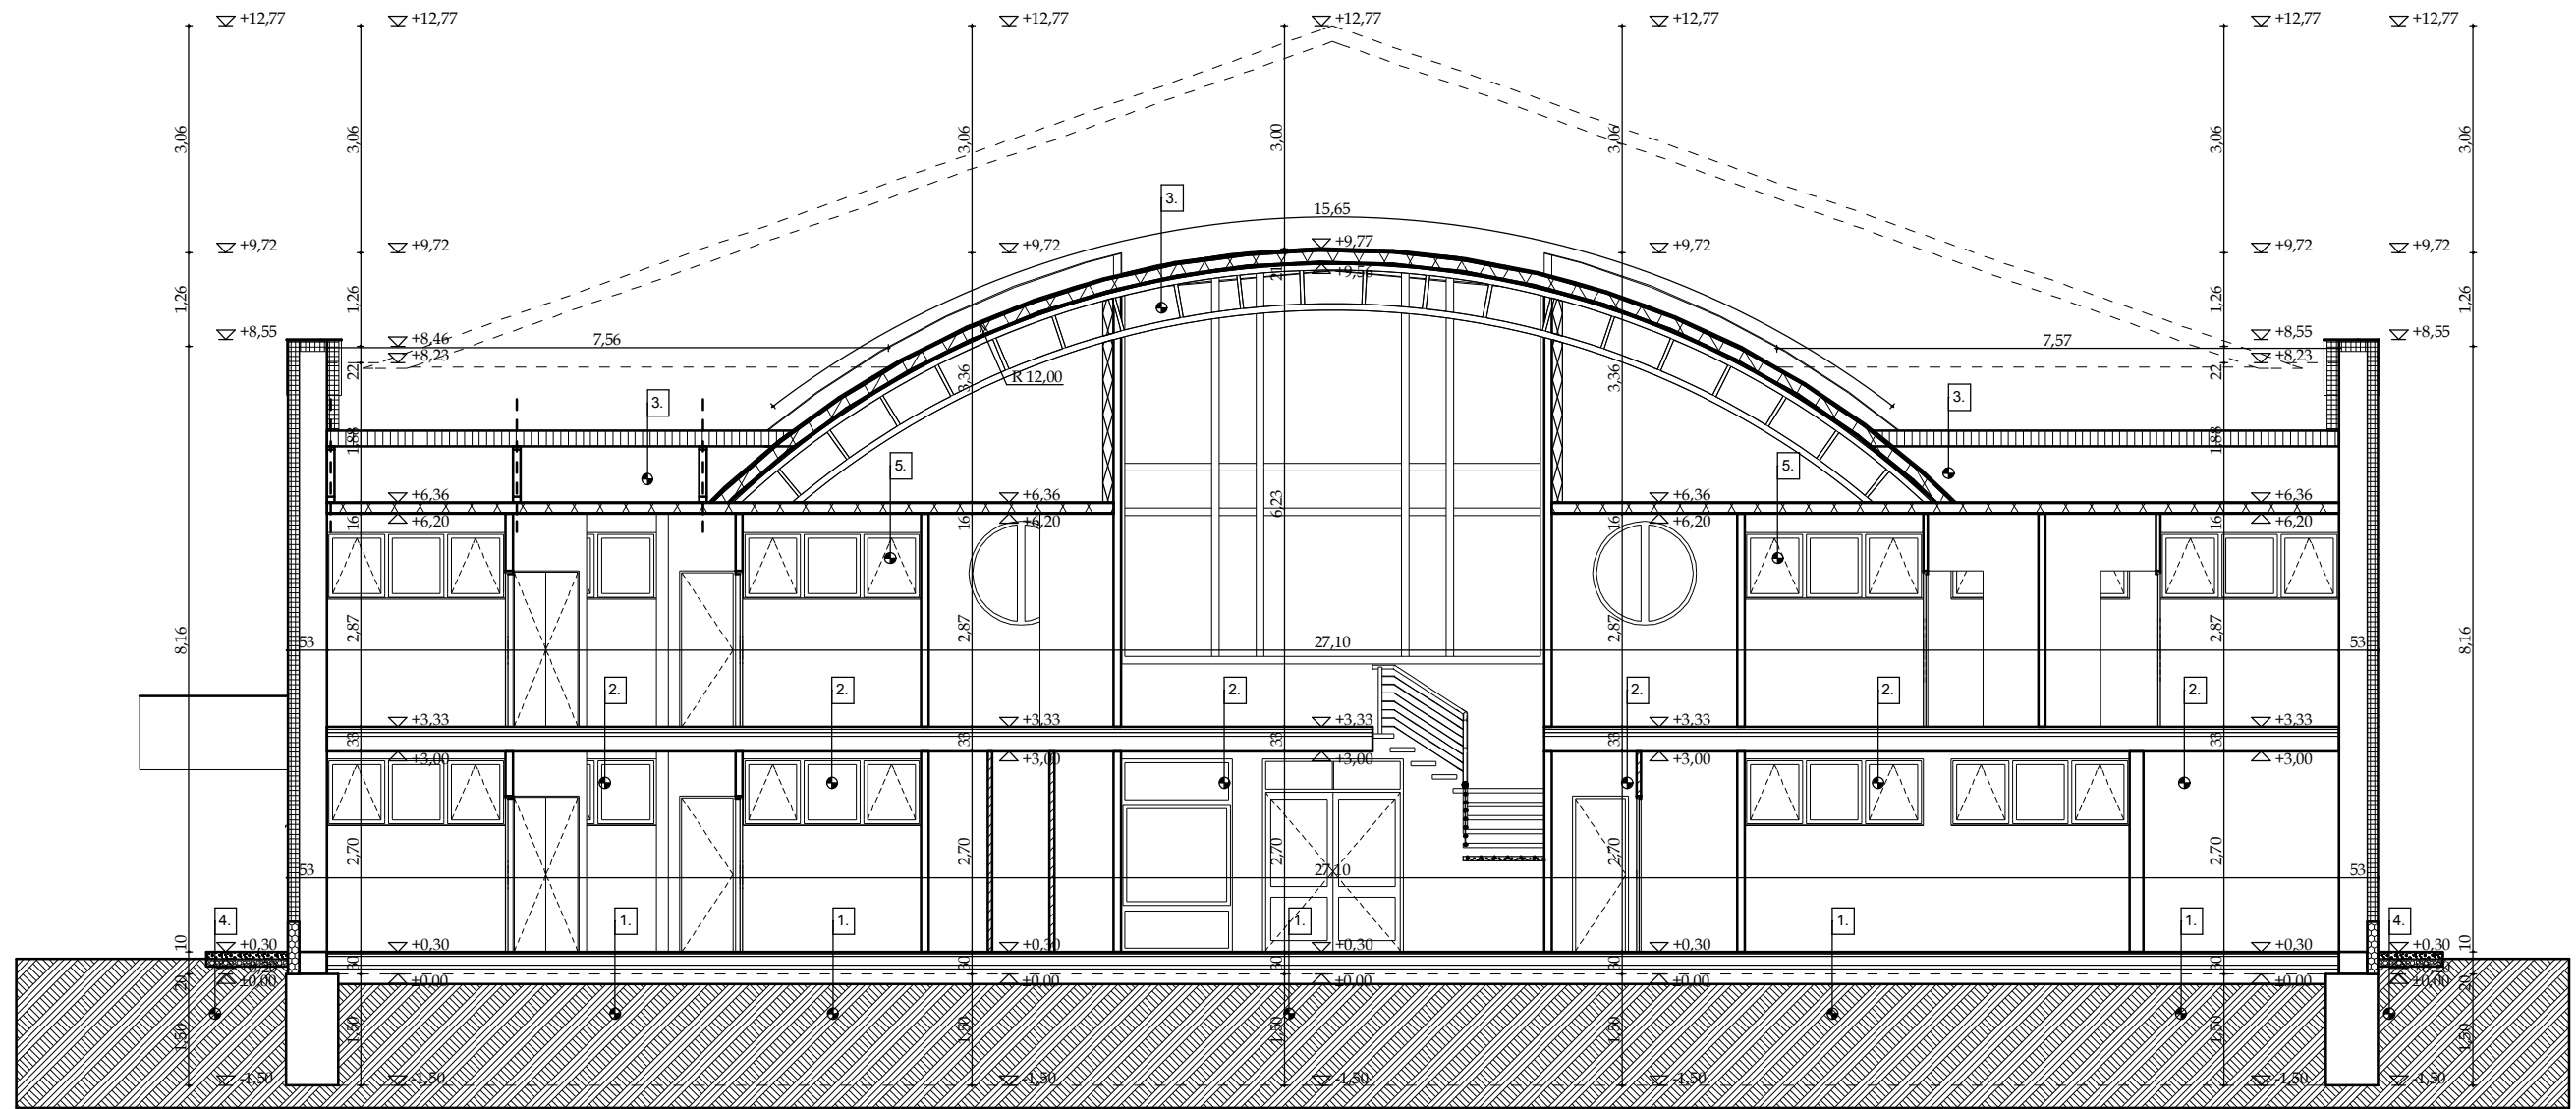 +12,77 +12,77 +12,77 +12,77 +12,77 +12,77 +12,77
3,06 3,06 3,06 3,00 3,06 3,06 3,06
3.
15,65
+9,72 +9,72 +9,72 +9,77 +9,72 +9,72 +9,72
21 +9,56
1,26 1,26 1,26 1,26
+8,55 +8,46 7,56 7,57 +8,55 +8,55
+8,23 +8,23
22 3,36 R 12,00 3,36 22
3. 3.
1,88 1,88
5. 5.
+6,36 +6,36 6,23 +6,36 +6,36
16 +6,20 16 +6,20 16 +6,20 16 +6,20
8,16 53 2,87 2,87 27,10 2,87 2,87 53 8,16
2. 2. 2. 2. 2. 2.
+3,33 +3,33 +3,33 +3,33 +3,33
33 33 33 33 33
+3,00 +3,00 +3,00 +3,00 +3,00
2,70 2,70 2,70 2,70 2,70
53 27,10 53
4. 1. 1. 1. 1. 1. 4.
10 +0,30 +0,30 +0,30 +0,30 +0,30 +0,30 +0,30 10
30 30 30 30 30
20 ±0,00 ±0,00 ±0,00 ±0,00 ±0,00 ±0,00 ±0,00 20
1,50 1,50 1,50 1,50 1,50 1,50 1,50
-1,50 -1,50 -1,50 -1,50 -1,50 -1,50 -1,50